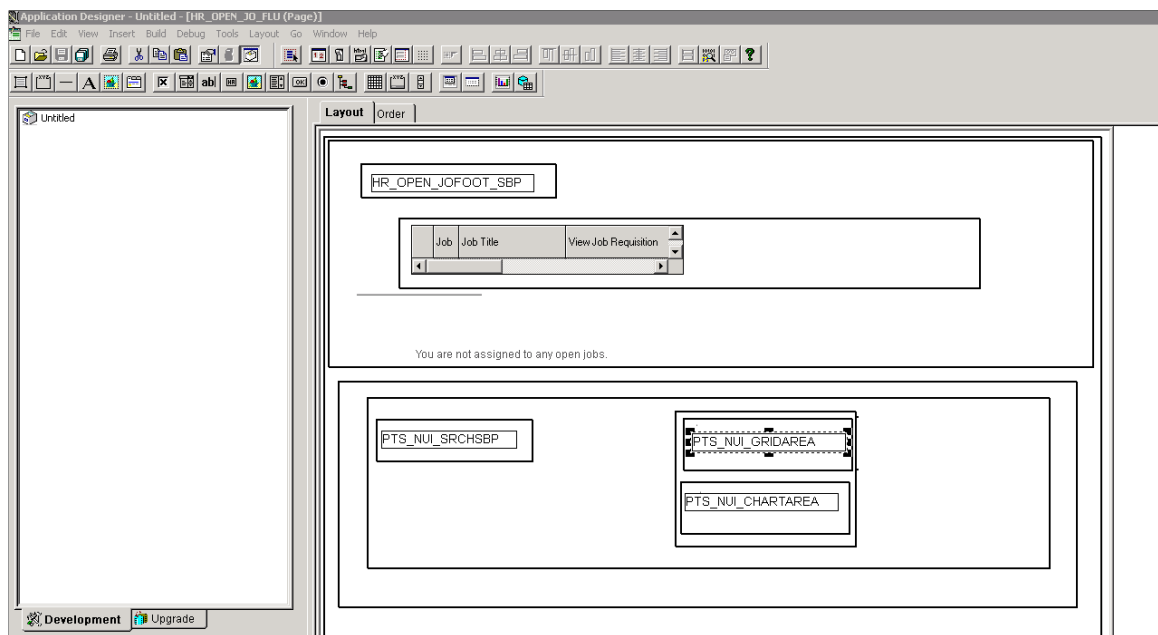 Application Designer - Untitled - [HR_OPEN_JO_FLU (Page)]
File Edit View Insert Build Debug Tools Layout Go Window Help
Untitled
Layout Order
HR_OPEN_JOFOOT_SBP
Job Job Title View Job Requisition
You are not assigned to any open jobs.
PTS_NUI_SRCHSBP
PTS_NUI_GRIDAREA
PTS_NUI_CHARTAREA
Development Upgrade